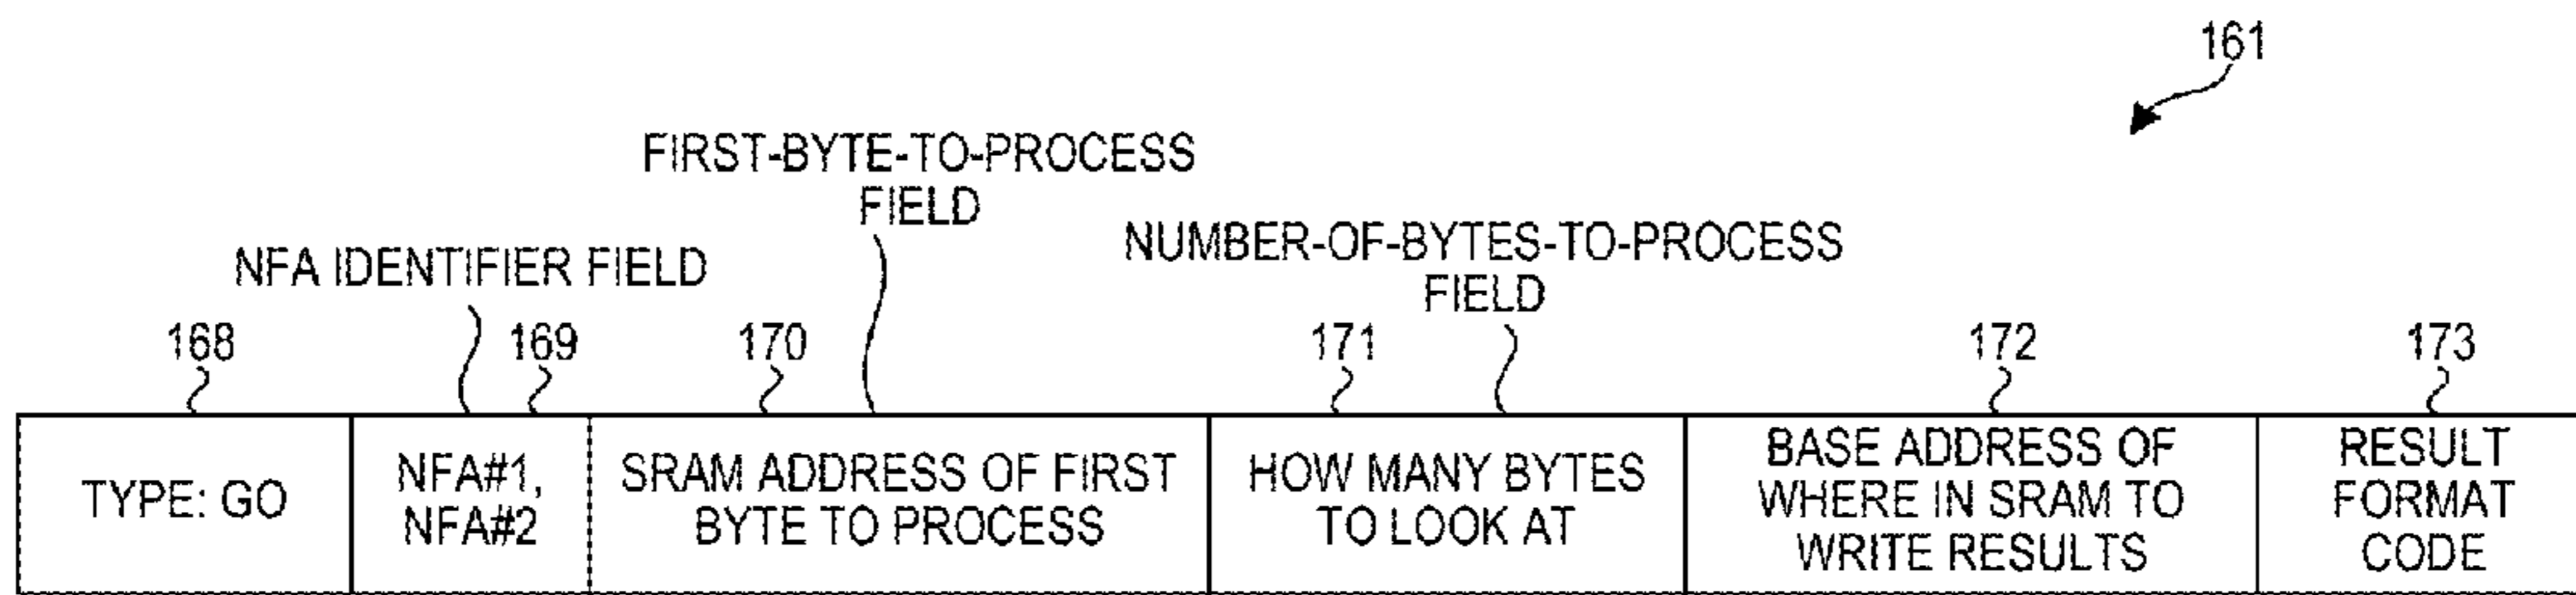 161
FIRST-BYTE-TO-PROCESS
FIELD
NUMBER-OF-BYTES-TO-PROCESS
FIELD
NFA IDENTIFIER FIELD
168
169
170
171
172
173
TYPE: GO
NFA#1,
NFA#2
SRAM ADDRESS OF FIRST
BYTE TO PROCESS
HOW MANY BYTES
TO LOOK AT
BASE ADDRESS OF
WHERE IN SRAM TO
WRITE RESULTS
RESULT
FORMAT
CODE